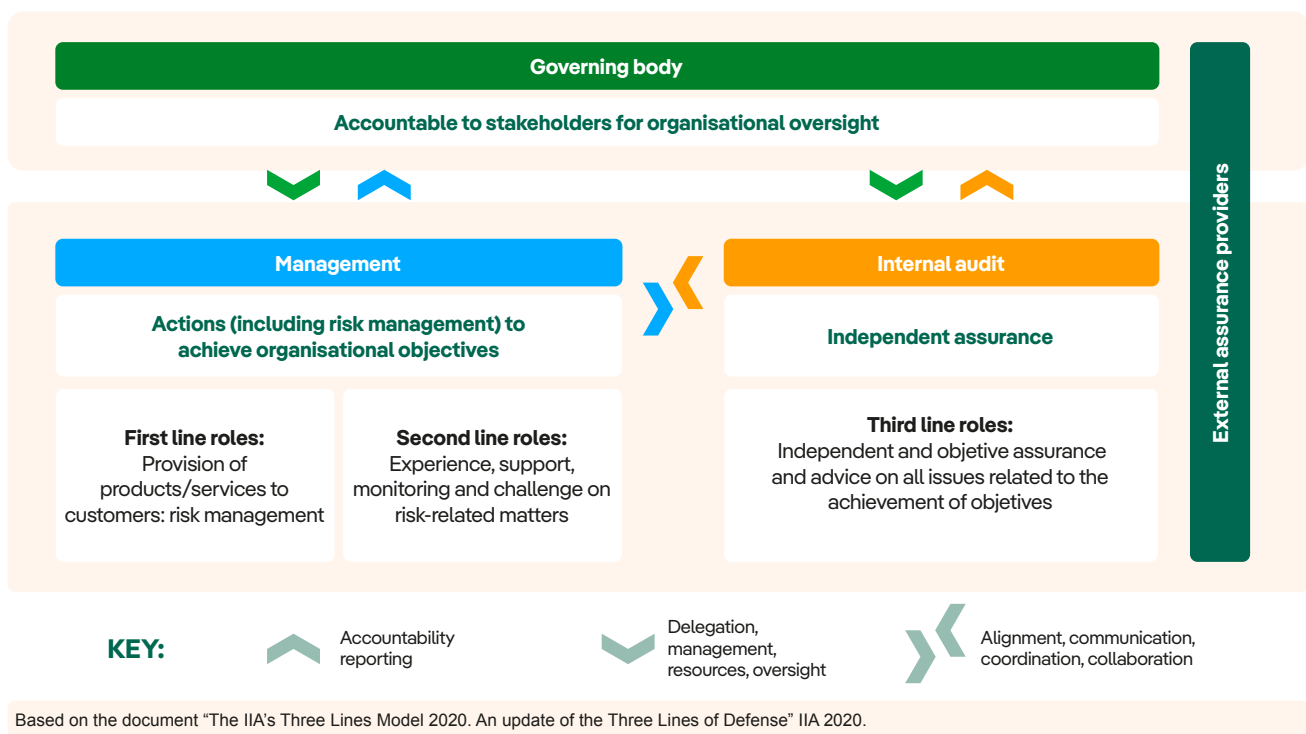 Governing body
Accountable to stakeholders for organisational oversight
External assurance providers
Management
Actions (including risk management) to
achieve organisational objectives
First line roles:
Provision of
products/services to
customers: risk management
Second line roles:
Experience, support,
monitoring and challenge on
risk-related matters
Internal audit
Independent assurance
Third line roles:
Independent and objetive assurance
and advice on all issues related to the
achievement of objetives
KEY:
Accountability
reporting
Delegation,
management,
resources, oversight
Alignment, communication,
coordination, collaboration
Based on the document “The IIA's Three Lines Model 2020. An update of the Three Lines of Defense” IIA 2020.